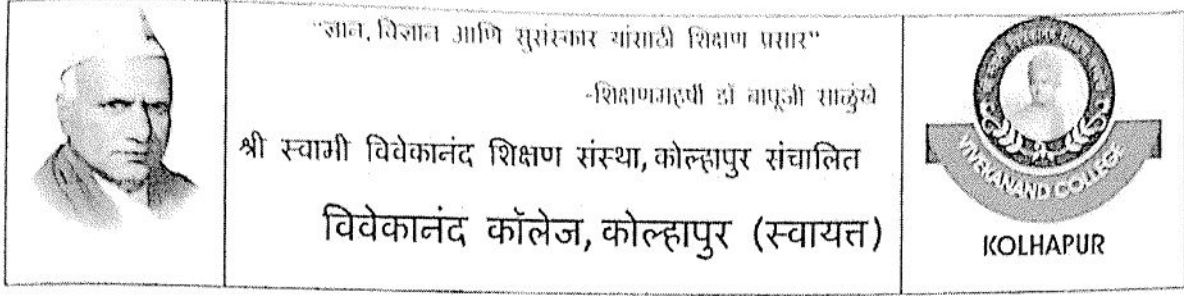 "ज्ञान, विज्ञान आणि सुसंस्कार यांसाठी शिक्षण प्रसार"
-शिक्षणमहर्षी डॉ बापूजी साळुंखे
श्री स्वामी विवेकानंद शिक्षण संस्था, कोल्हापुर संचालित
विवेकानंद कॉलेज, कोल्हापुर (स्वायत्त)
VIVEKANAND COLLEGE
KOLHAPUR